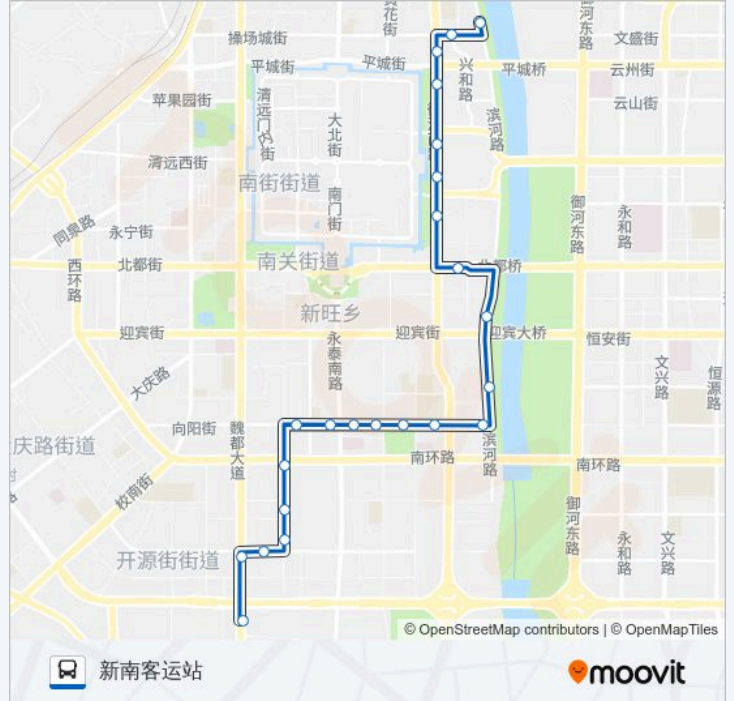 御河东路
操场城街
文盛街
平城街
平城街
兴和路
平城桥
云州街
苹果园街
清远门街
云山街
大北街
滨河路
清远西街
南街街道
南门街
御河东路
永和路
同泉路
永宁街
西环路
北都街
南关街道
北都桥
新旺乡
迎宾街
永泰南路
迎宾街
迎宾大桥
恒安街
文兴路
恒源路
大庆路
向阳街
魏都大道
庆路街道
滨河路
南环路
南环路
校南街
御河东路
永和路
文兴路
开源街街道
© OpenStreetMap contributors | © OpenMapTiles
新南客运站
moovit